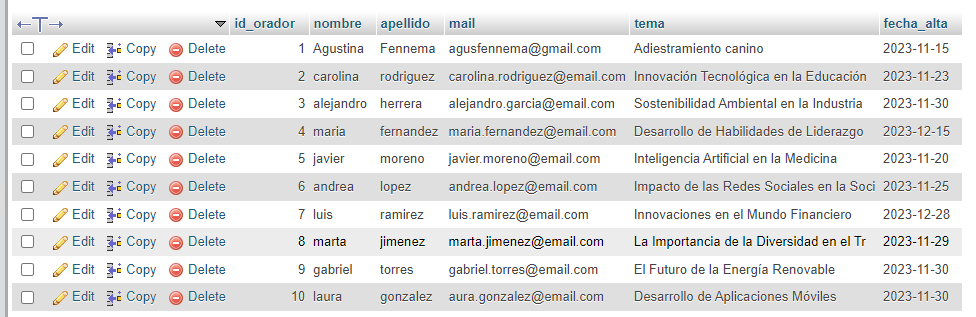 id_orador nombre apellido mail tema fecha_alta
Edit Copy Delete 1 Agustina Fennema agusfennema@gmail.com Adiestramiento canino 2023-11-15
Edit Copy Delete 2 carolina rodriguez carolina.rodriguez@email.com Innovación Tecnológica en la Educación 2023-11-23
Edit Copy Delete 3 alejandro herrera alejandro.garcia@email.com Sostenibilidad Ambiental en la Industria 2023-11-30
Edit Copy Delete 4 maria fernandez maria.fernandez@email.com Desarrollo de Habilidades de Liderazgo 2023-12-15
Edit Copy Delete 5 javier moreno javier.moreno@email.com Inteligencia Artificial en la Medicina 2023-11-20
Edit Copy Delete 6 andrea lopez andrea.lopez@email.com Impacto de las Redes Sociales en la Soci 2023-11-25
Edit Copy Delete 7 luis ramirez luis.ramirez@email.com Innovaciones en el Mundo Financiero 2023-12-28
Edit Copy Delete 8 marta jimenez marta.jimenez@email.com La Importancia de la Diversidad en el Tr 2023-11-29
Edit Copy Delete 9 gabriel torres gabriel.torres@email.com El Futuro de la Energía Renovable 2023-11-30
Edit Copy Delete 10 laura gonzalez aura.gonzalez@email.com Desarrollo de Aplicaciones Móviles 2023-11-30